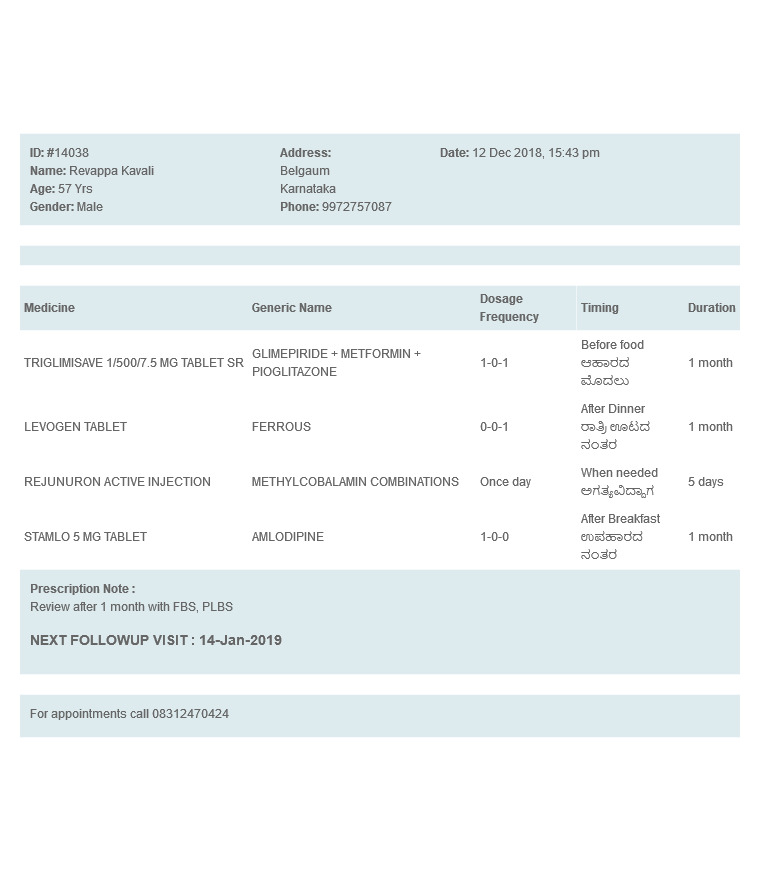 ID: #14038 Address: Date: 12 Dec 2018, 15:43 pm
Name: Revappa Kavali Belgaum
Age: 57 Yrs Karnataka
Gender: Male Phone: 9972757087
Medicine Generic Name Dosage Frequency Timing Duration
TRIGLIMISAVE 1/500/7.5 MG TABLET SR GLIMEPIRIDE + METFORMIN + PIOGLITAZONE 1-0-1 Before food ಆಹಾರದ ಮೊದಲು 1 month
LEVOGEN TABLET FERROUS 0-0-1 After Dinner ರಾತ್ರಿ ಊಟದ ನಂತರ 1 month
REJUNURON ACTIVE INJECTION METHYLCOBALAMIN COMBINATIONS Once day When needed ಅಗತ್ಯವಿದ್ದಾಗ 5 days
STAMLO 5 MG TABLET AMLODIPINE 1-0-0 After Breakfast ಉಪಹಾರದ ನಂತರ 1 month
Prescription Note :
Review after 1 month with FBS, PLBS
NEXT FOLLOWUP VISIT : 14-Jan-2019
For appointments call 08312470424